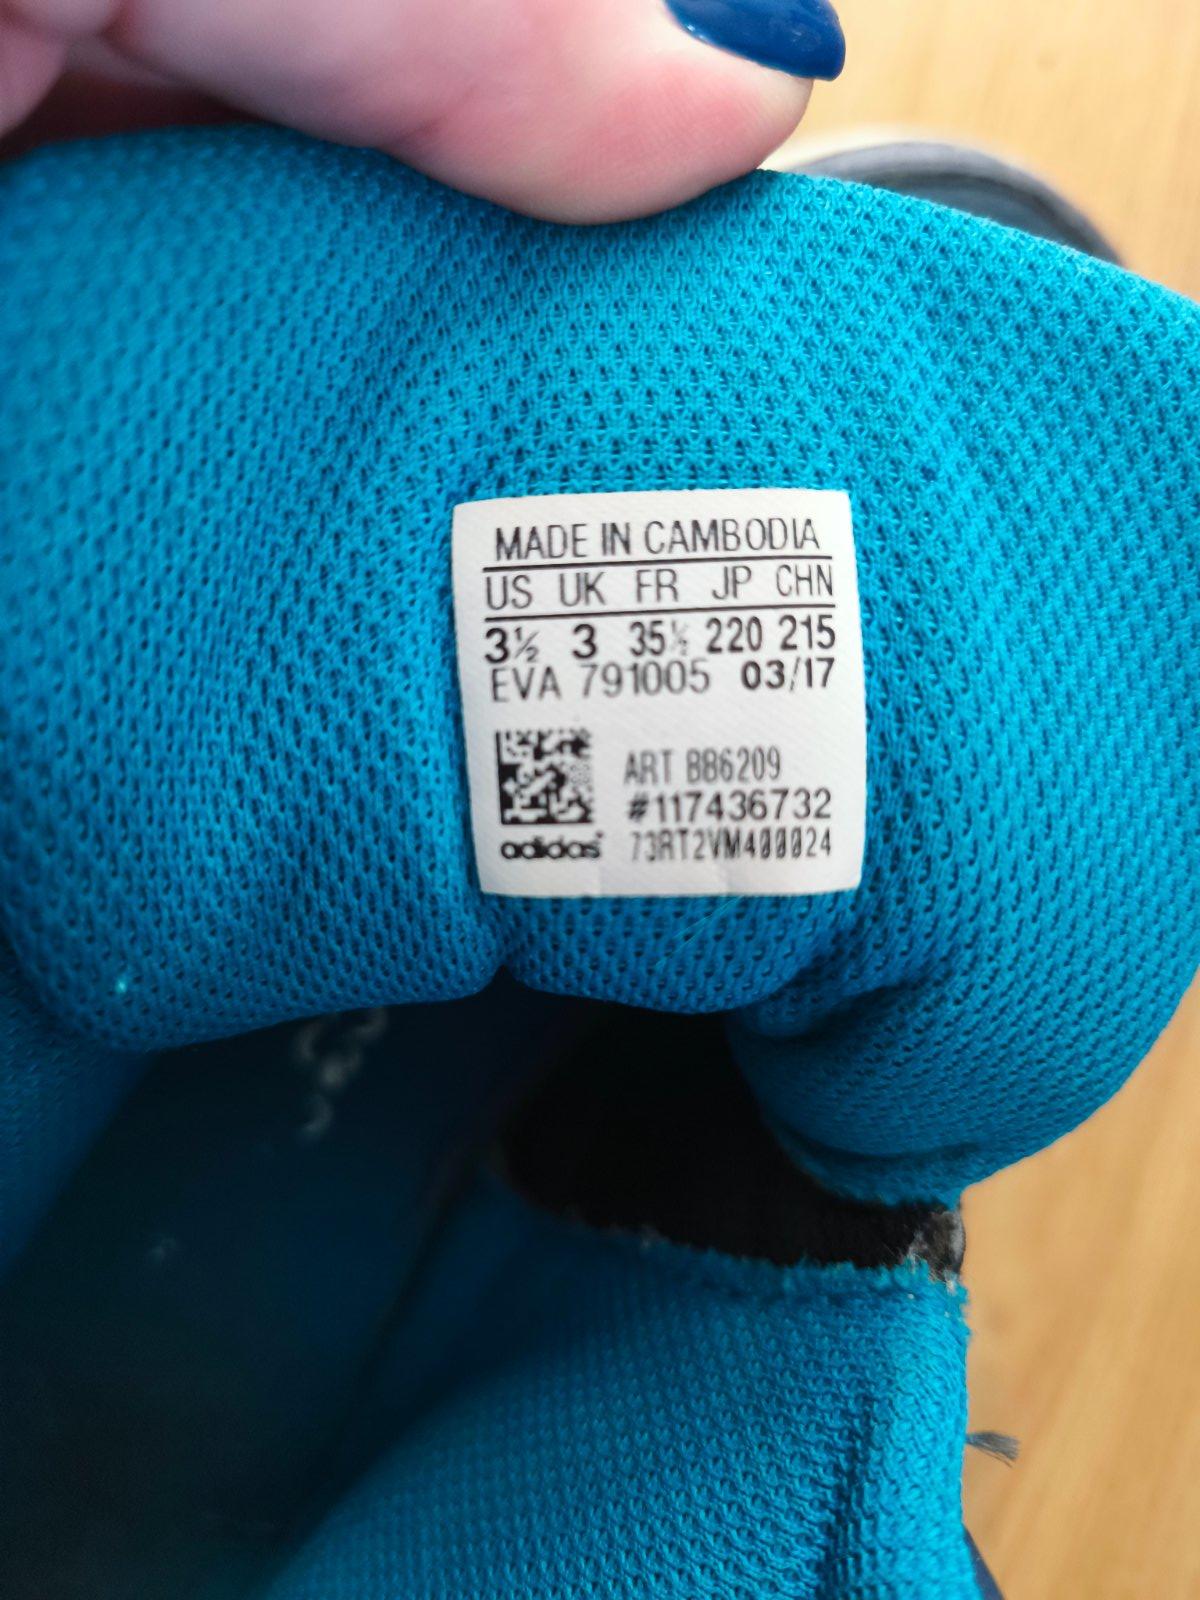 MADE IN CAMBODIA
US UK FR JP CHN
3½ 3 35½ 220 215
EVA 791005 03/17
ART BB6209
#117436732
adidas 73RT2VM400024